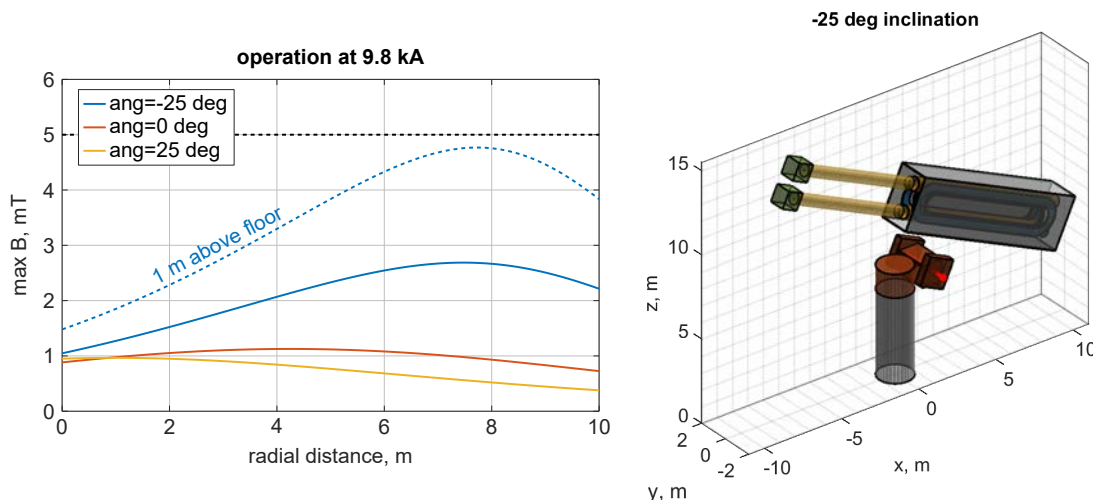 operation at 9.8 kA
6
5
4
3
2
1
0
max B, mT
ang=-25 deg
ang=0 deg
ang=25 deg
1 m above floor
0
2
4
6
8
10
radial distance, m
-25 deg inclination
15
10
5
0
z, m
2
0
-2
y, m
-10
-5
0
5
10
x, m